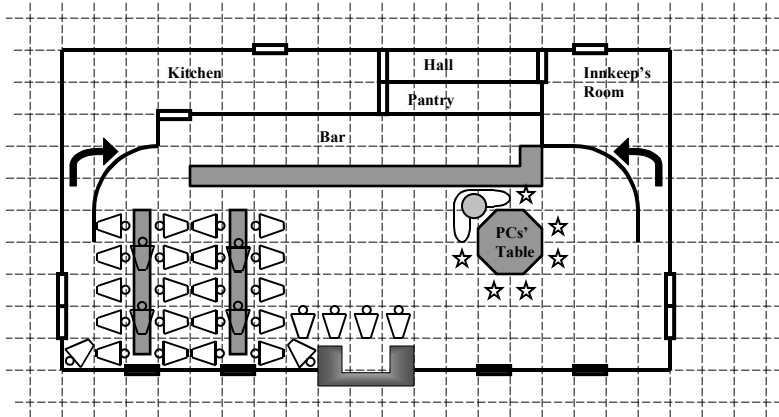 Hall
Kitchen
Innkeep's
Room
Pantry
Bar
PCs'
Table